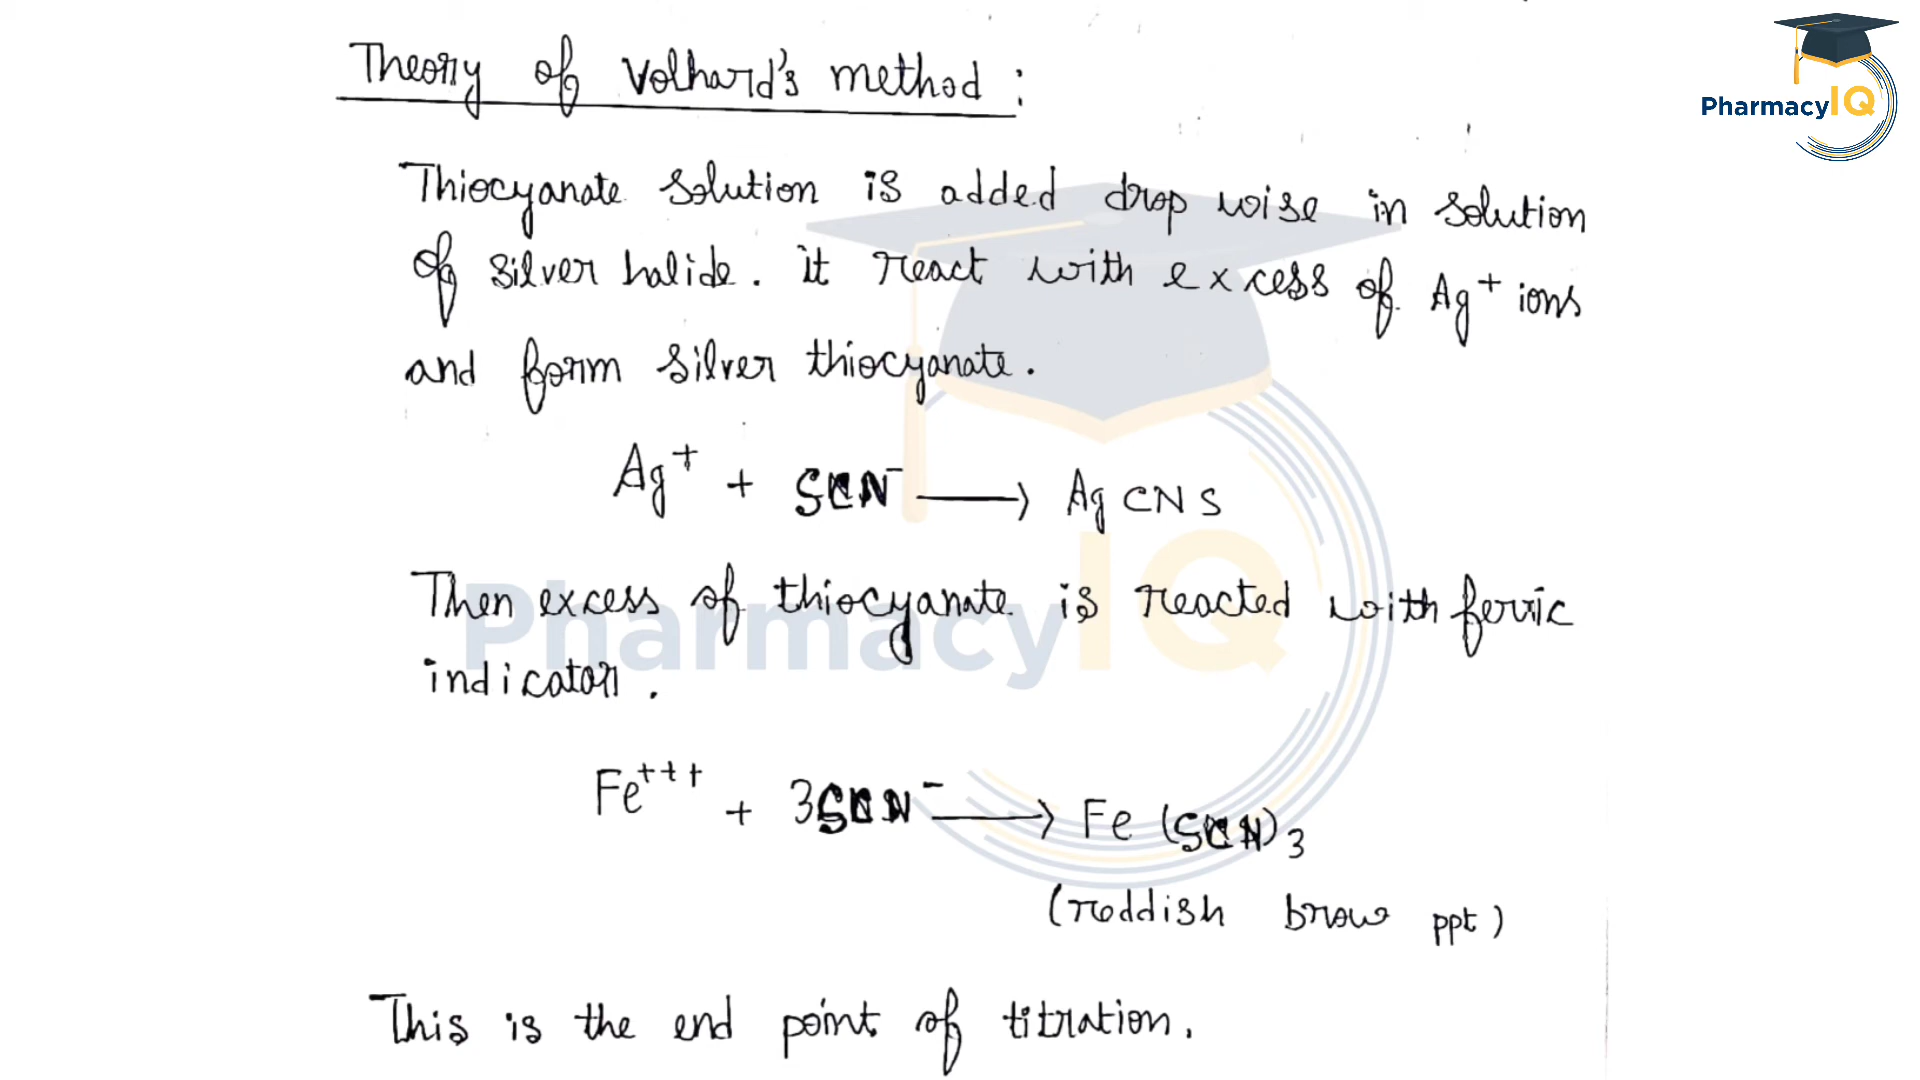 PharmacyIQ
Theory of Volhard's method :
Thiocyanate solution is added drop wise in solution
of silver halide. it react with excess of Ag+ ions
and form silver thiocyanate.
Ag+ + SCN- → AgCNS
Then excess of thiocyanate is reacted with ferric
indicator.
Fe+++ + 3SCN- → Fe(SCN)3
(reddish brow ppt)
This is the end point of titration.
PharmacyIQ